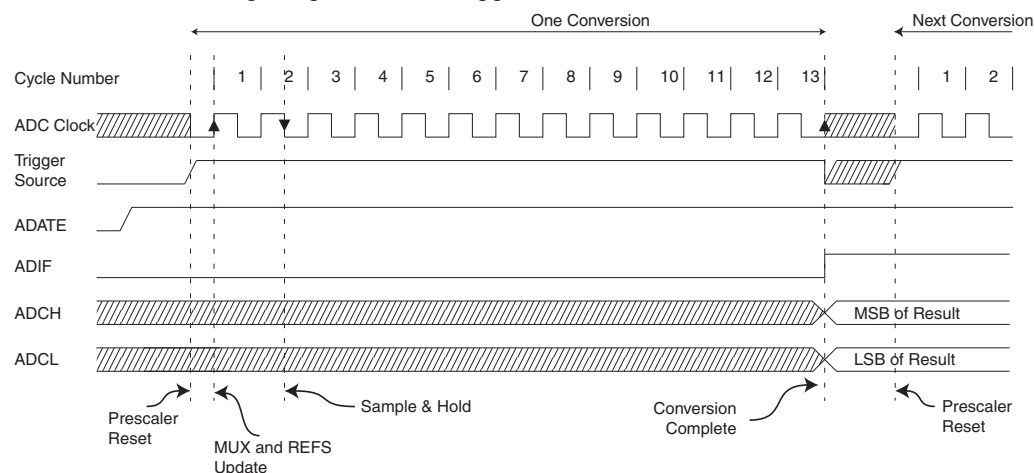 One Conversion
Next Conversion
Cycle Number
1 2 3 4 5 6 7 8 9 10 11 12 13 1 2
ADC Clock
Trigger
Source
ADATE
ADIF
ADCH
MSB of Result
ADCL
LSB of Result
Prescaler
Reset
MUX and REFS
Update
Sample & Hold
Conversion
Complete
Prescaler
Reset